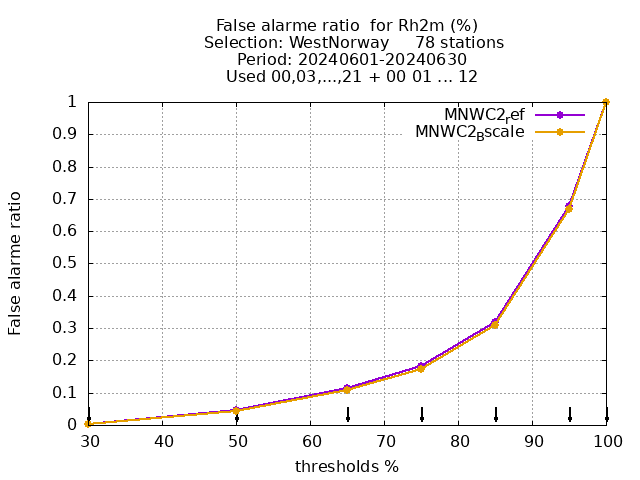 False alarme ratio  for Rh2m (%)
Selection: WestNorway     78 stations
Period: 20240601-20240630
Used 00,03,...,21 + 00 01 ... 12
MNWC2ref
MNWC2Bscale
1
0.9
0.8
0.7
0.6
0.5
0.4
0.3
0.2
0.1
0
False alarme ratio
30 40 50 60 70 80 90 100
thresholds %